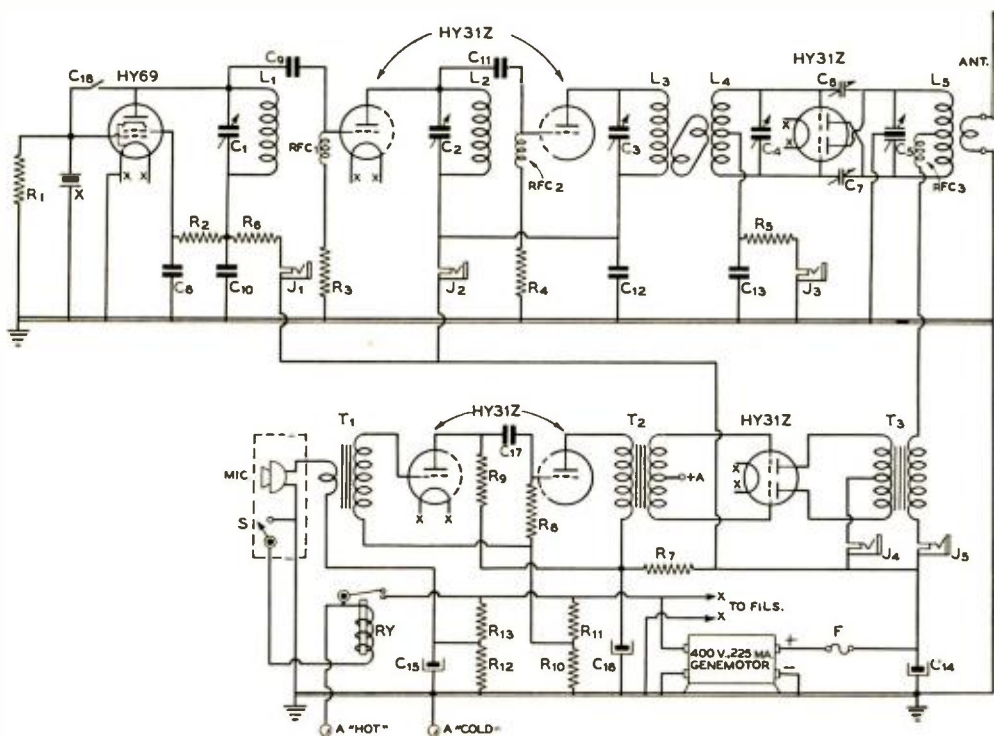 HY31Z
C18
HY69
C9
L1
C11
L2
L3
L4
HY31Z
C6
L5
ANT.
RFC1
C1
C2
RFC2
C3
C4
C5
C7
RFC3
R1
X
X X
X X
R2
R6
R5
C8
C10
J1
R3
J2
R4
C12
C13
J3
HY31Z
T1
C17
T2
HY31Z
T3
MIC
R9
+A
X
X
X X
S
R8
R7
J4
J5
RY
X
TO FILS.
X
R13
R11
F
C15
R12
R10
C16
400 V., 225 MA.
GENEMOTOR
+
−
C14
A "HOT"
A "COLD"